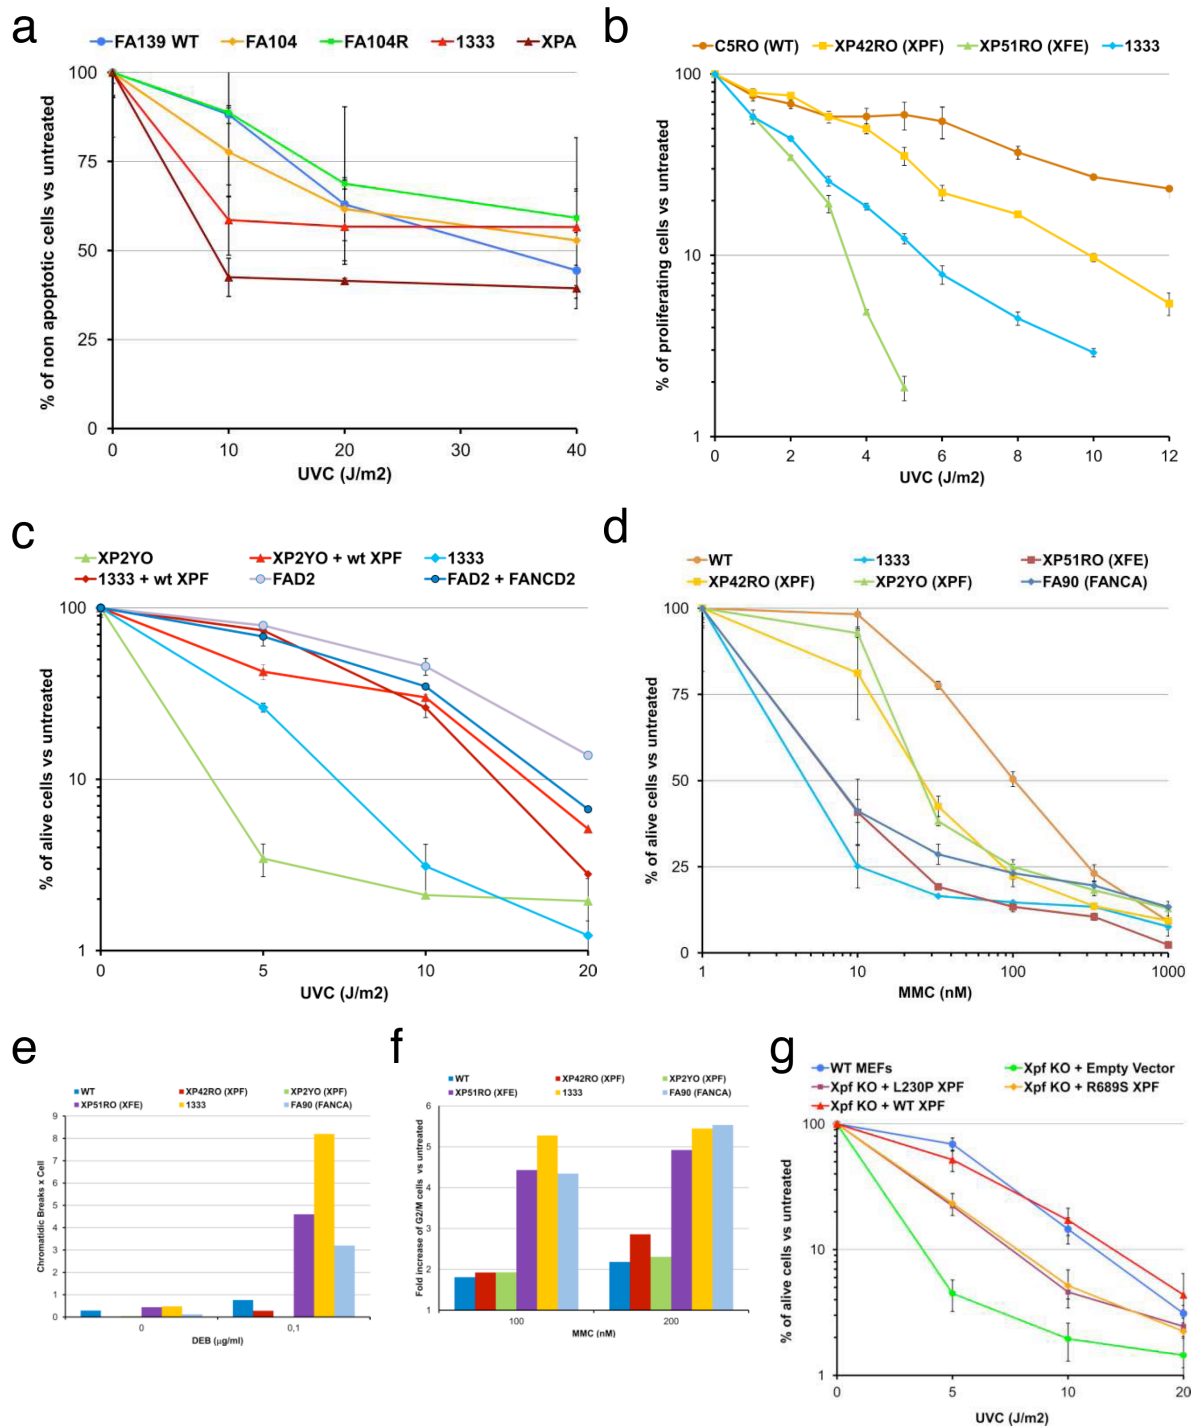 a
FA139 WT FA104 FA104R 1333 XPA
% of non apoptotic cells vs untreated
100
75
50
25
0
0 10 20 30 40
UVC (J/m2)
b
C5RO (WT) XP42RO (XPF) XP51RO (XFE) 1333
% of proliferating cells vs untreated
100
10
1
0 2 4 6 8 10 12
UVC (J/m2)
c
XP2YO XP2YO + wt XPF 1333
1333 + wt XPF FAD2 FAD2 + FANCD2
% of alive cells vs untreated
100
10
1
0 5 10 20
UVC (J/m2)
d
WT 1333 XP51RO (XFE)
XP42RO (XPF) XP2YO (XPF) FA90 (FANCA)
% of alive cells vs untreated
100
75
50
25
0
1 10 100 1000
MMC (nM)
e
WT XP42RO (XPF) XP2YO (XPF)
XP51RO (XFE) 1333 FA90 (FANCA)
Chromatidic Breaks x Cell
9
8
7
6
5
4
3
2
1
0
0 0,1
DEB (µg/ml)
f
WT XP42RO (XPF) XP2YO (XPF)
XP51RO (XFE) 1333 FA90 (FANCA)
Fold increase of G2/M cells vs untreated
6
5
4
3
2
1
100 200
MMC (nM)
g
WT MEFs Xpf KO + Empty Vector
Xpf KO + L230P XPF Xpf KO + R689S XPF
Xpf KO + WT XPF
% of alive cells vs untreated
100
10
1
0 5 10 20
UVC (J/m2)